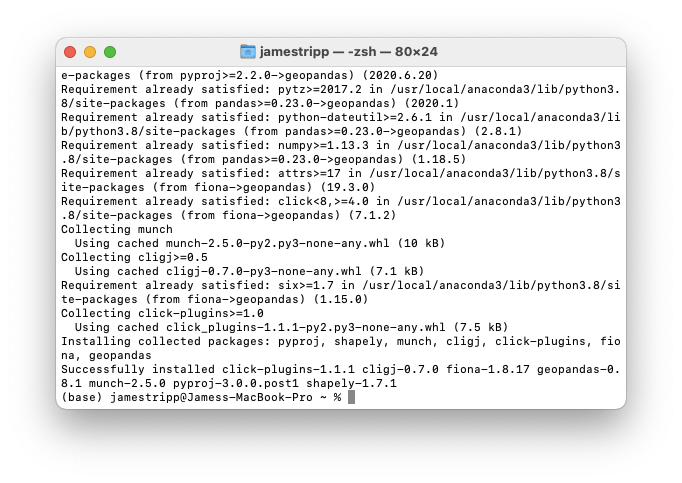 jamestripp — -zsh — 80×24
e-packages (from pyproj>=2.2.0->geopandas) (2020.6.20)
Requirement already satisfied: pytz>=2017.2 in /usr/local/anaconda3/lib/python3.
8/site-packages (from pandas>=0.23.0->geopandas) (2020.1)
Requirement already satisfied: python-dateutil>=2.6.1 in /usr/local/anaconda3/li
b/python3.8/site-packages (from pandas>=0.23.0->geopandas) (2.8.1)
Requirement already satisfied: numpy>=1.13.3 in /usr/local/anaconda3/lib/python3
.8/site-packages (from pandas>=0.23.0->geopandas) (1.18.5)
Requirement already satisfied: attrs>=17 in /usr/local/anaconda3/lib/python3.8/s
ite-packages (from fiona->geopandas) (19.3.0)
Requirement already satisfied: click<8,>=4.0 in /usr/local/anaconda3/lib/python3
.8/site-packages (from fiona->geopandas) (7.1.2)
Collecting munch
  Using cached munch-2.5.0-py2.py3-none-any.whl (10 kB)
Collecting cligj>=0.5
  Using cached cligj-0.7.0-py3-none-any.whl (7.1 kB)
Requirement already satisfied: six>=1.7 in /usr/local/anaconda3/lib/python3.8/si
te-packages (from fiona->geopandas) (1.15.0)
Collecting click-plugins>=1.0
  Using cached click_plugins-1.1.1-py2.py3-none-any.whl (7.5 kB)
Installing collected packages: pyproj, shapely, munch, cligj, click-plugins, fio
na, geopandas
Successfully installed click-plugins-1.1.1 cligj-0.7.0 fiona-1.8.17 geopandas-0.
8.1 munch-2.5.0 pyproj-3.0.0.post1 shapely-1.7.1
(base) jamestripp@Jamess-MacBook-Pro ~ %